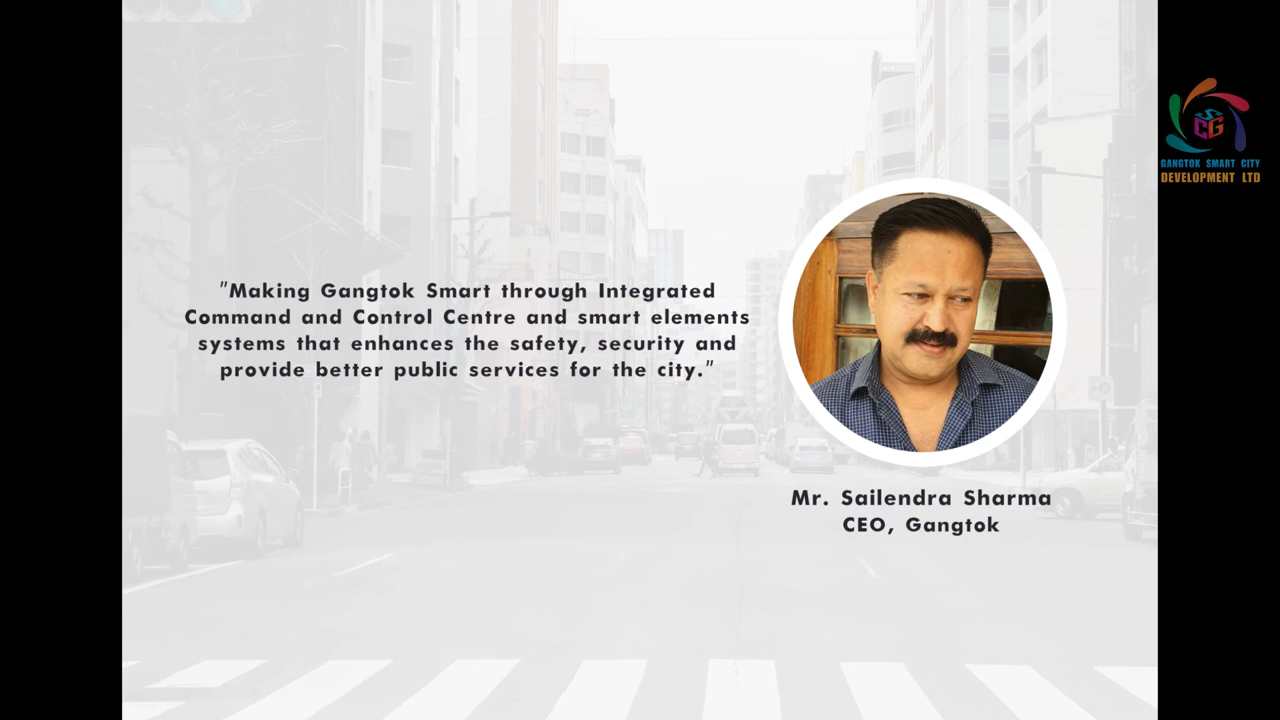 "Making Gangtok Smart through Integrated
Command and Control Centre and smart elements
systems that enhances the safety, security and
provide better public services for the city."
Mr. Sailendra Sharma
CEO, Gangtok
SCG
GANGTOK SMART CITY
DEVELOPMENT LTD